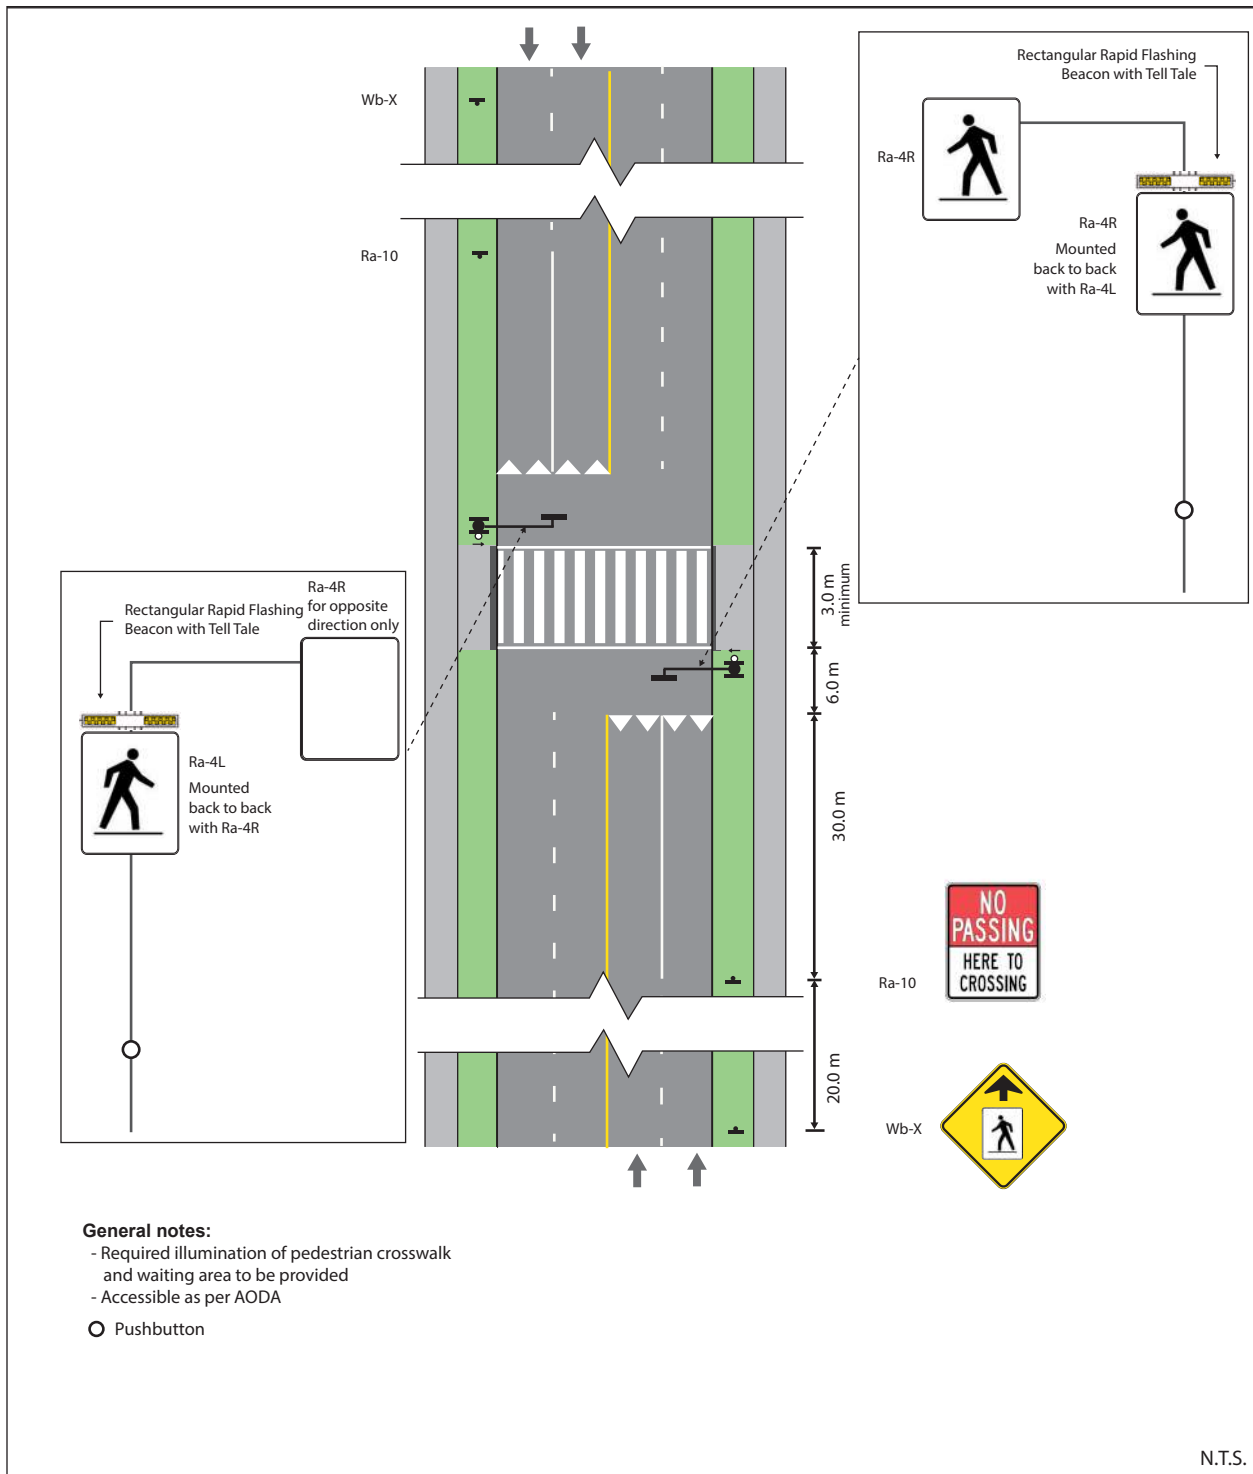 Wb-X
Ra-10
Rectangular Rapid Flashing
Beacon with Tell Tale
Ra-4R
Ra-4R
Mounted
back to back
with Ra-4L
Ra-4R
for opposite
direction only
Rectangular Rapid Flashing
Beacon with Tell Tale
Ra-4L
Mounted
back to back
with Ra-4R
3.0 m
minimum
6.0 m
30.0 m
20.0 m
Ra-10
NO
PASSING
HERE TO
CROSSING
Wb-X
General notes:
- Required illumination of pedestrian crosswalk
and waiting area to be provided
- Accessible as per AODA
Pushbutton
N.T.S.